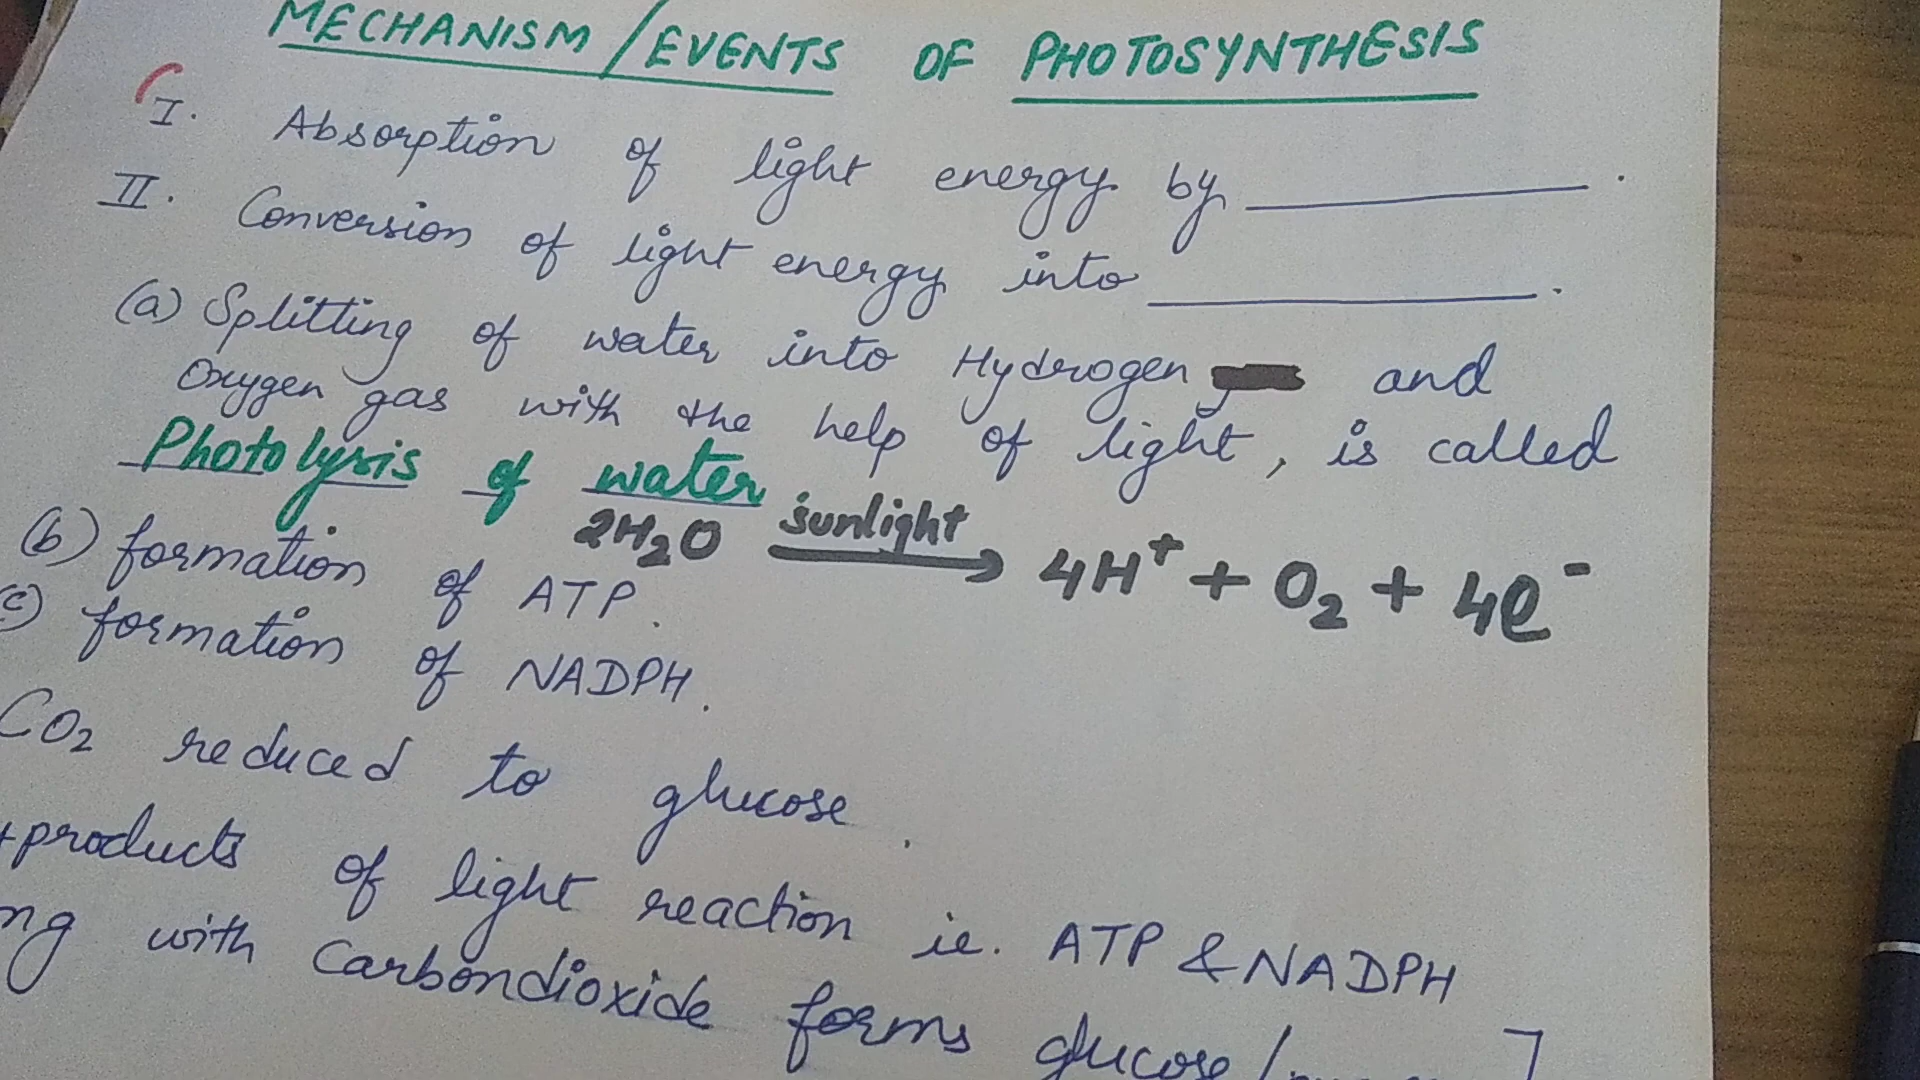 MECHANISM/EVENTS OF PHOTOSYNTHESIS
I. Absorption of light energy by ________.
II. Conversion of light energy into ________.
(a) Splitting of water into Hydrogen and
Oxygen gas with the help of light, is called
Photolysis of water
2H₂O sunlight → 4H⁺ + O₂ + 4e⁻
(b) formation of ATP.
(c) formation of NADPH.
CO₂ reduced to glucose.
products of light reaction ie. ATP & NADPH
with Carbondioxide forms glucose/